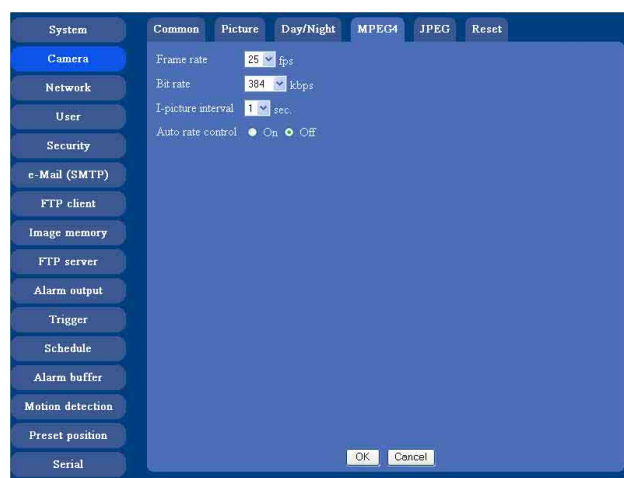 System
Camera
Network
User
Security
e-Mail (SMTP)
FTP client
Image memory
FTP server
Alarm output
Trigger
Schedule
Alarm buffer
Motion detection
Preset position
Serial
Common Picture Day/Night MPEG4 JPEG Reset
Frame rate 25 fps
Bit rate 384 kbps
I-picture interval 1 sec.
Auto rate control On Off
OK Cancel